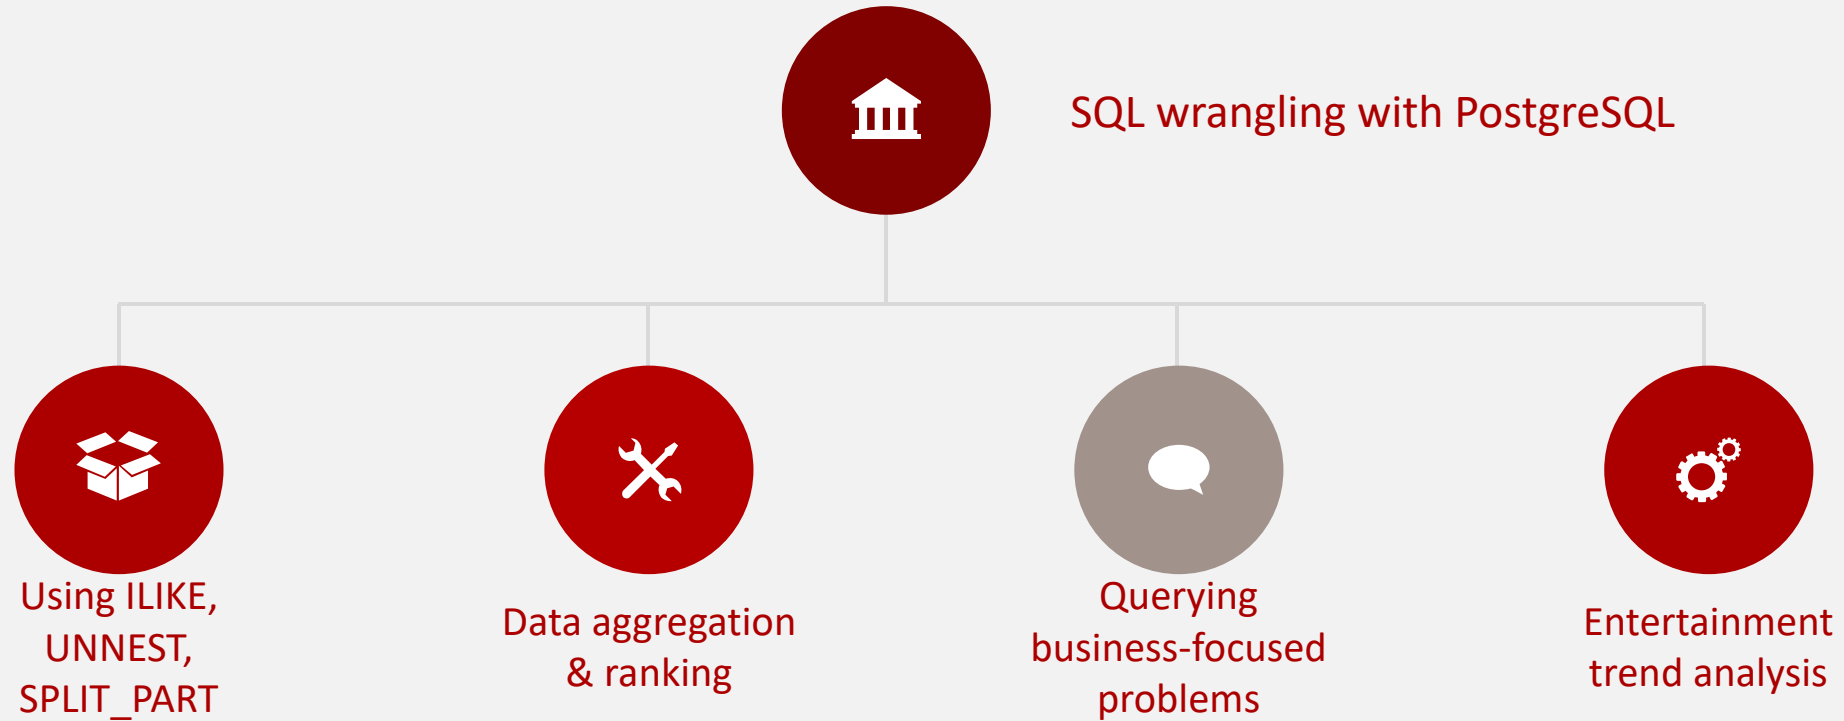 SQL wrangling with PostgreSQL
Using ILIKE,
UNNEST,
SPLIT_PART
Data aggregation
& ranking
Querying
business-focused
problems
Entertainment
trend analysis